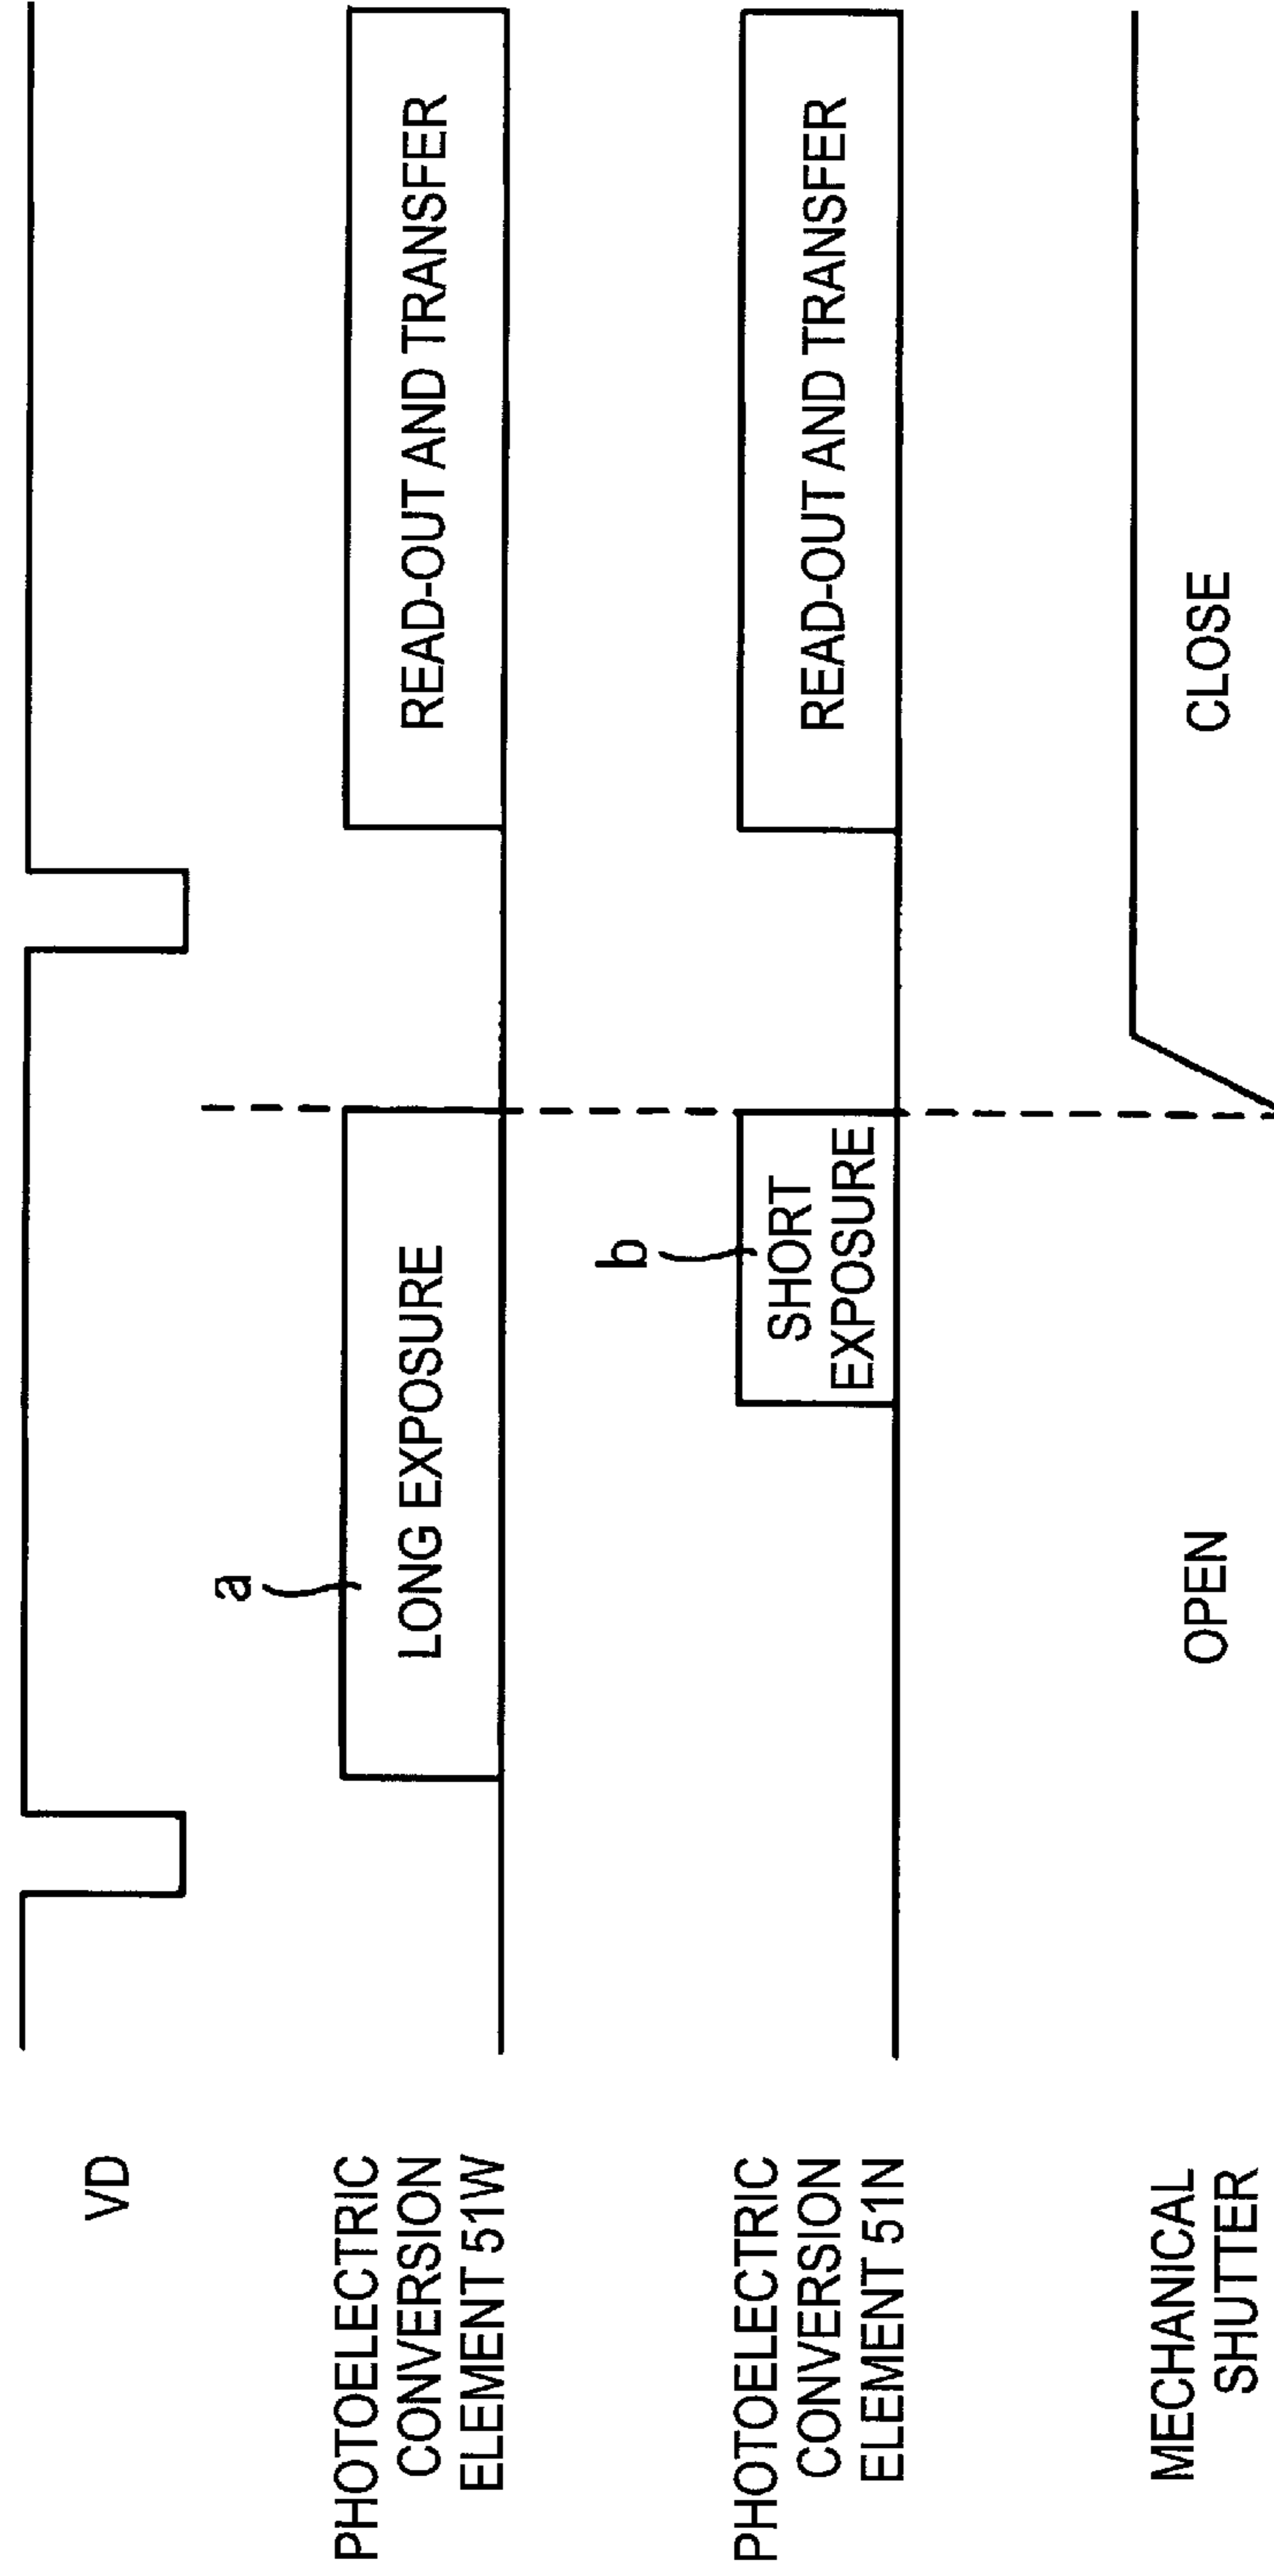 VD
PHOTOELECTRIC
CONVERSION
ELEMENT 51W
a
LONG EXPOSURE
READ-OUT AND TRANSFER
PHOTOELECTRIC
CONVERSION
ELEMENT 51N
b
SHORT
EXPOSURE
READ-OUT AND TRANSFER
MECHANICAL
SHUTTER
OPEN
CLOSE